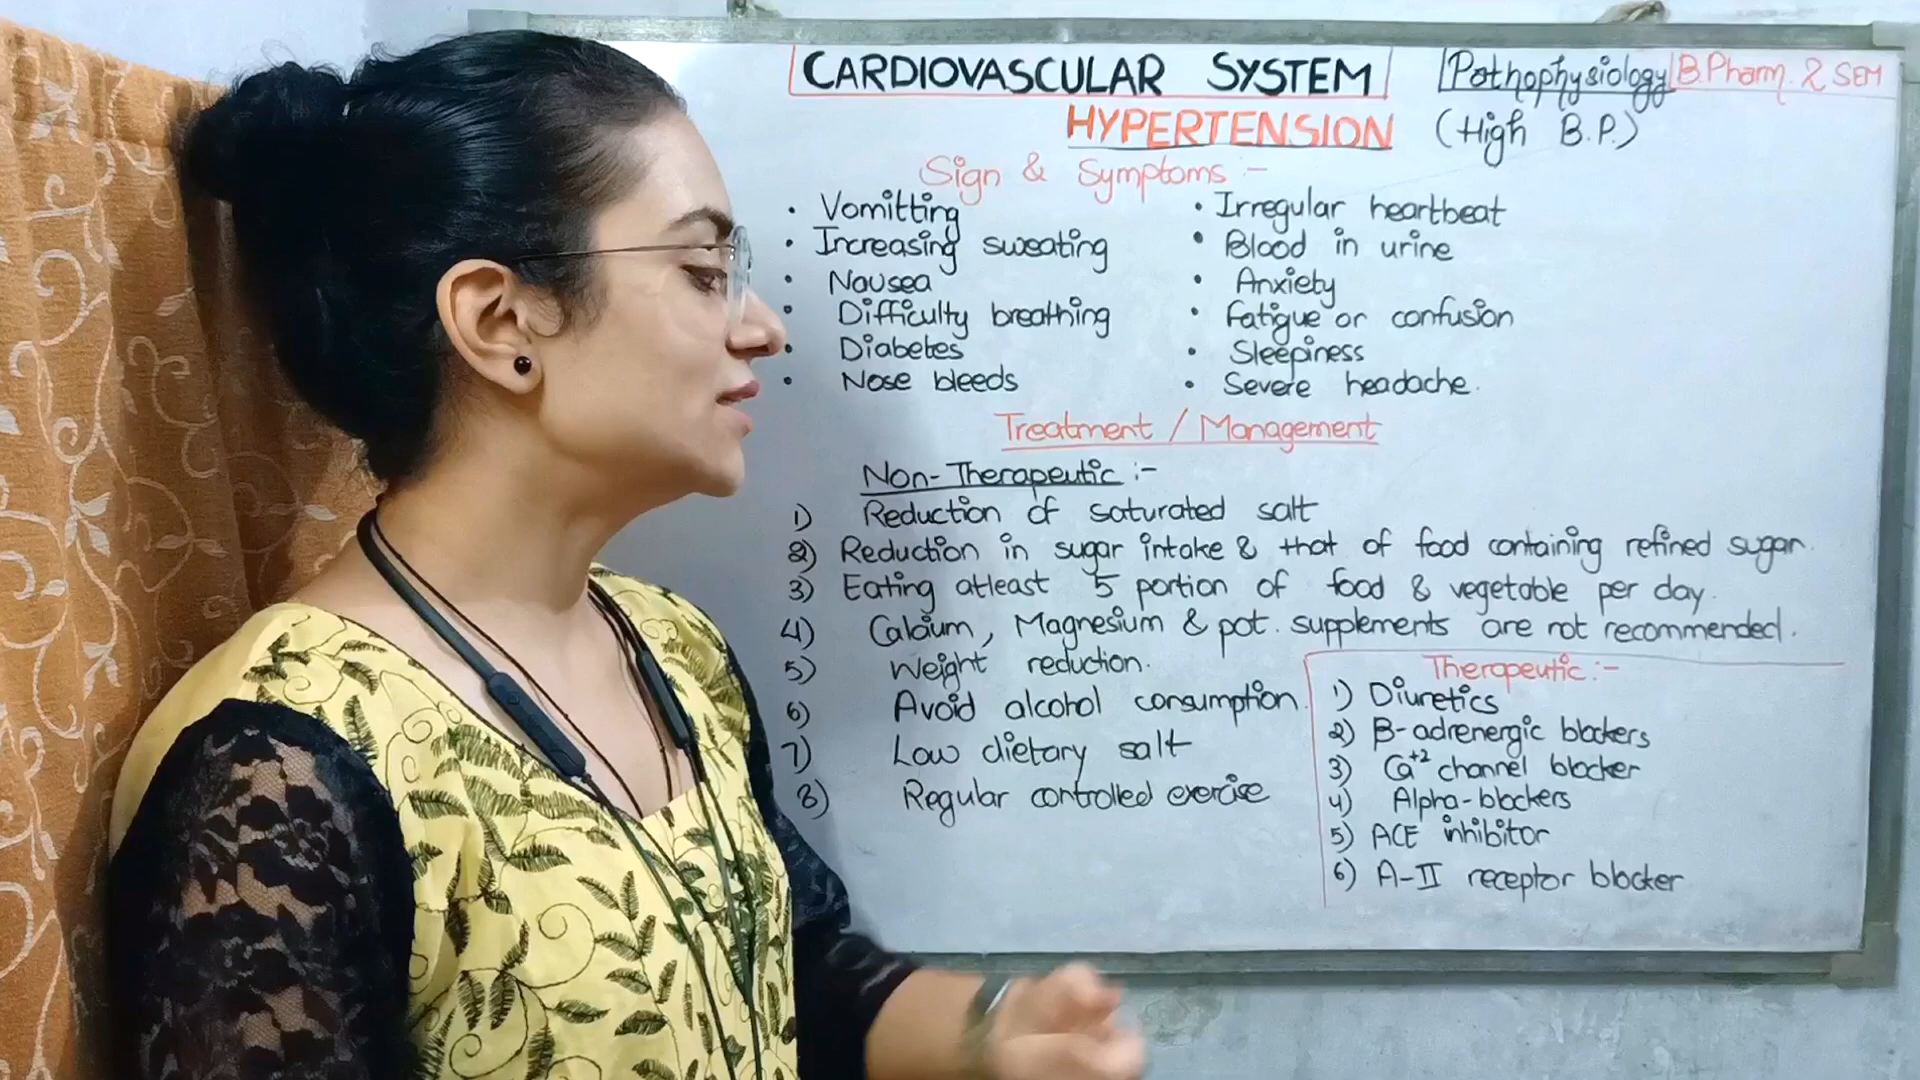 CARDIOVASCULAR SYSTEM
Pathophysiology B.Pharm. 2 SEM
HYPERTENSION (High B.P.)
Sign & Symptoms :-
• Vomitting
• Increasing sweating
• Nausea
• Difficulty breathing
• Diabetes
• Nose bleeds
• Irregular heartbeat
• Blood in urine
• Anxiety
• Fatigue or confusion
• Sleepiness
• Severe headache.
Treatment / Management
Non-Therapeutic :-
1) Reduction of saturated salt
2) Reduction in sugar intake & that of food containing refined sugar.
3) Eating atleast 5 portion of food & vegetable per day.
4) Calcium, Magnesium & pot. supplements are not recommended.
5) Weight reduction.
6) Avoid alcohol consumption.
7) Low dietary salt
8) Regular controlled exercise
Therapeutic :-
1) Diuretics
2) β-adrenergic blockers
3) Ca+2 channel blocker
4) Alpha-blockers
5) ACE inhibitor
6) A-II receptor blocker